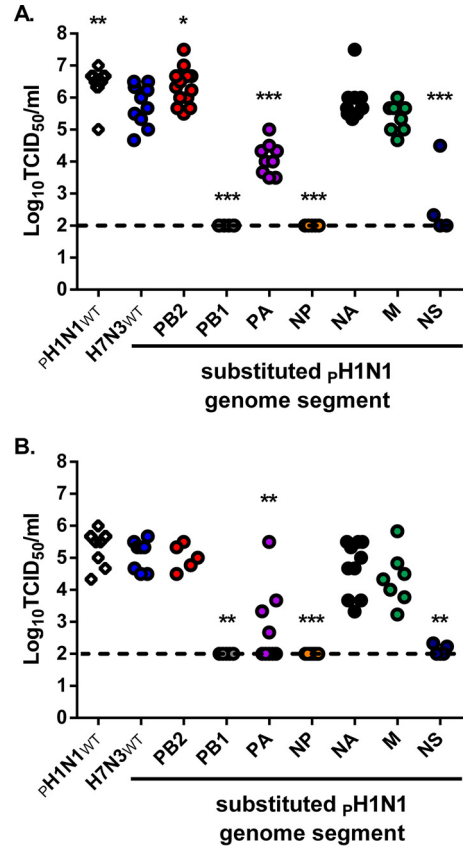 A.
** * *** *** *** ***
8
7
6
5
4
3
2
1
0
Log10TCID50/ml
PH1N1WT H7N3WT PB2 PB1 PA NP NA M NS
substituted PH1N1
genome segment
B.
** ** *** **
8
7
6
5
4
3
2
1
0
Log10TCID50/ml
PH1N1WT H7N3WT PB2 PB1 PA NP NA M NS
substituted PH1N1
genome segment